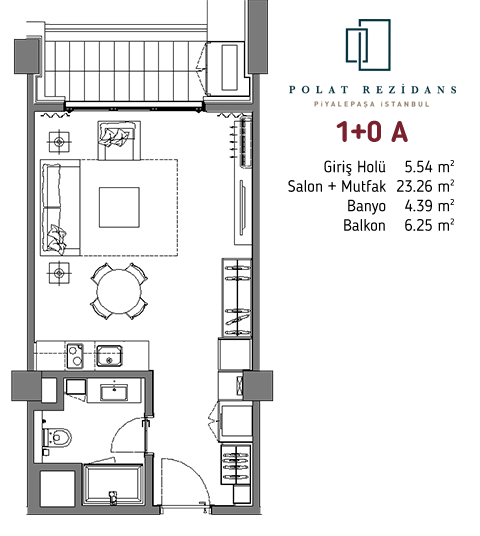 POLAT REZİDANS
PİYALEPAŞA İSTANBUL
1+0 A
Giriş Holü 5.54 m²
Salon + Mutfak 23.26 m²
Banyo 4.39 m²
Balkon 6.25 m²